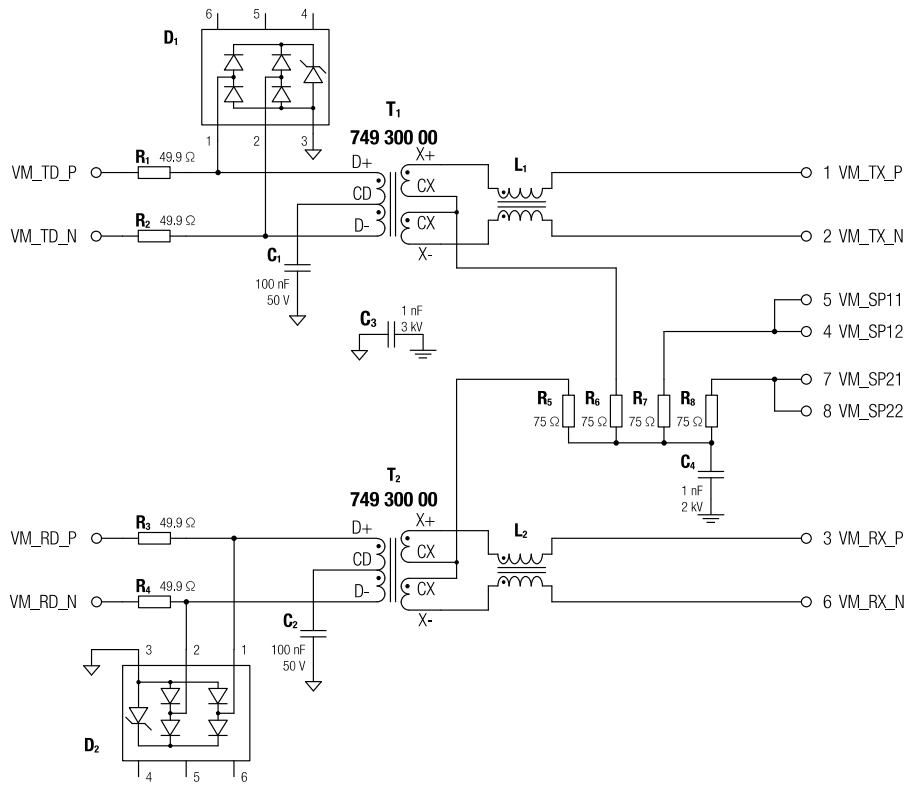 6 5 4
D₁
1 2 3
T₁
749 300 00
VM_TD_P
R₁ 49.9 Ω
D+
X+
L₁
1 VM_TX_P
CD
CX
VM_TD_N
R₂ 49.9 Ω
D-
CX
X-
2 VM_TX_N
C₁
100 nF
50 V
C₃
1 nF
3 kV
5 VM_SP11
4 VM_SP12
7 VM_SP21
8 VM_SP22
R₅ R₆ R₇ R₈
75 Ω 75 Ω 75 Ω 75 Ω
C₄
1 nF
2 kV
T₂
749 300 00
VM_RD_P
R₃ 49.9 Ω
D+
X+
L₂
3 VM_RX_P
CD
CX
VM_RD_N
R₄ 49.9 Ω
D-
CX
X-
6 VM_RX_N
C₂
100 nF
50 V
3 2 1
D₂
4 5 6